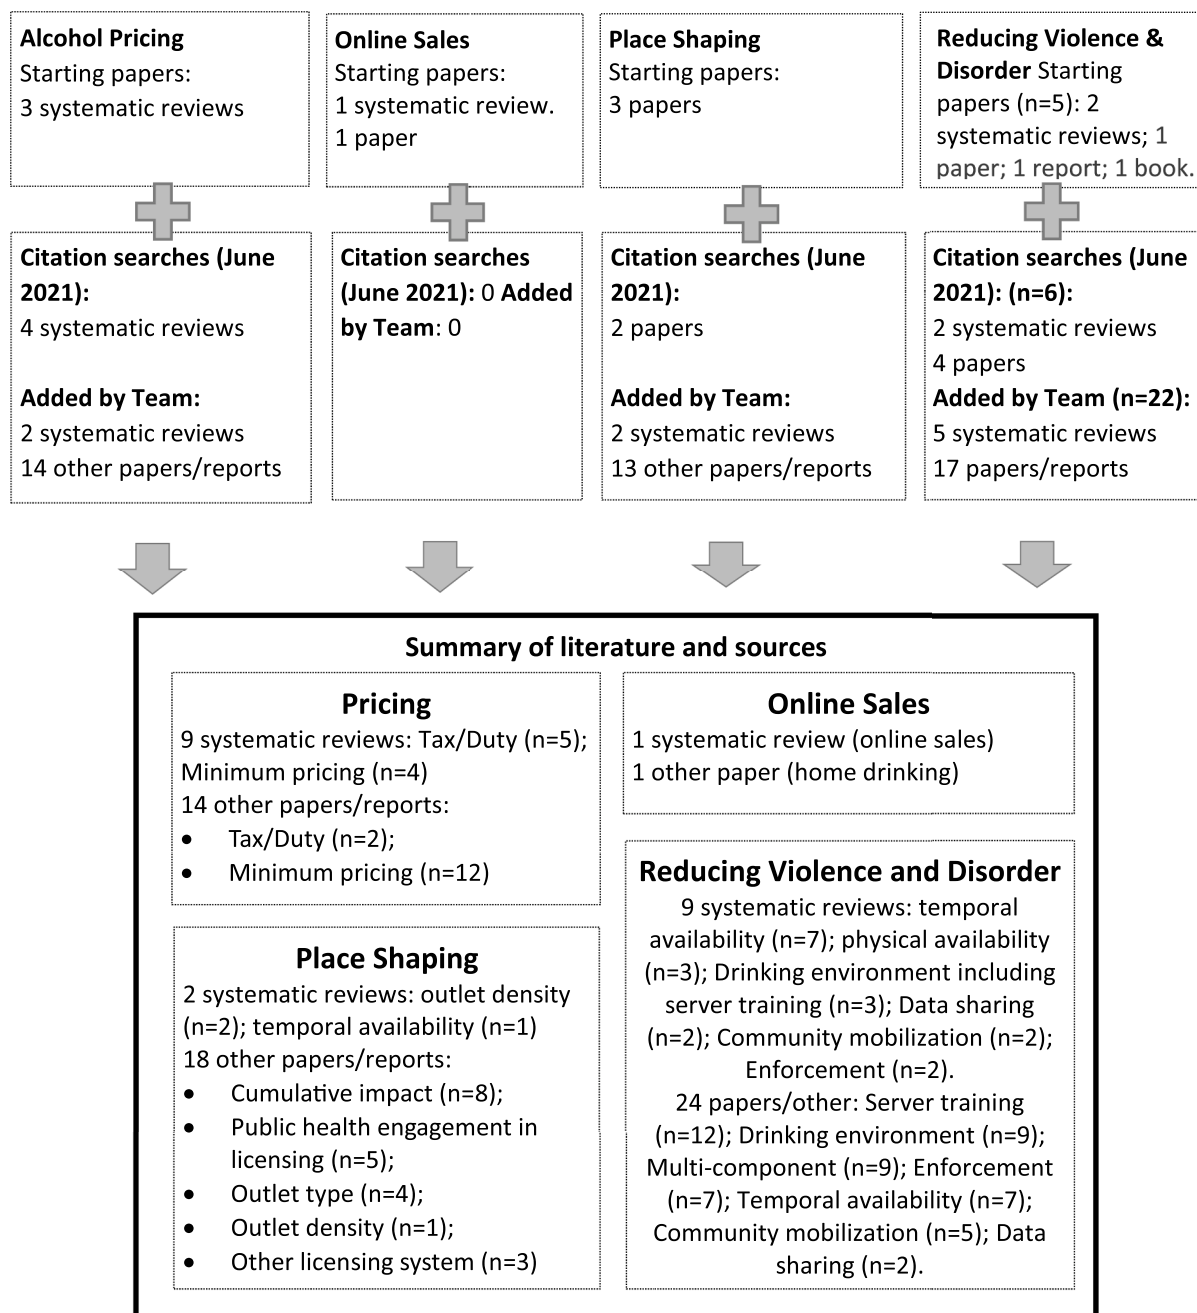 Alcohol Pricing
Starting papers:
3 systematic reviews
Online Sales
Starting papers:
1 systematic review.
1 paper
Place Shaping
Starting papers:
3 papers
Reducing Violence &
Disorder Starting
papers (n=5): 2
systematic reviews; 1
paper; 1 report; 1 book.
Citation searches (June
2021):
4 systematic reviews
Added by Team:
2 systematic reviews
14 other papers/reports
Citation searches
(June 2021): 0 Added
by Team: 0
Citation searches (June
2021):
2 papers
Added by Team:
2 systematic reviews
13 other papers/reports
Citation searches (June
2021): (n=6):
2 systematic reviews
4 papers
Added by Team (n=22):
5 systematic reviews
17 papers/reports
Summary of literature and sources
Pricing
9 systematic reviews: Tax/Duty (n=5);
Minimum pricing (n=4)
14 other papers/reports:
• Tax/Duty (n=2);
• Minimum pricing (n=12)
Online Sales
1 systematic review (online sales)
1 other paper (home drinking)
Place Shaping
2 systematic reviews: outlet density
(n=2); temporal availability (n=1)
18 other papers/reports:
• Cumulative impact (n=8);
• Public health engagement in
licensing (n=5);
• Outlet type (n=4);
• Outlet density (n=1);
• Other licensing system (n=3)
Reducing Violence and Disorder
9 systematic reviews: temporal
availability (n=7); physical availability
(n=3); Drinking environment including
server training (n=3); Data sharing
(n=2); Community mobilization (n=2);
Enforcement (n=2).
24 papers/other: Server training
(n=12); Drinking environment (n=9);
Multi-component (n=9); Enforcement
(n=7); Temporal availability (n=7);
Community mobilization (n=5); Data
sharing (n=2).